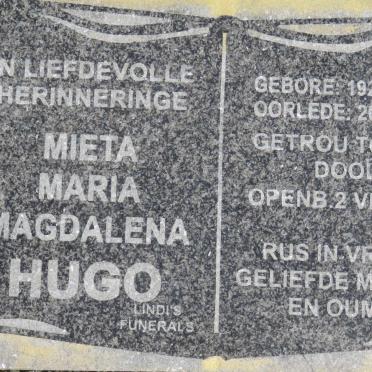 N LIEFDEVOLLE
HERINNERINGE
MIETA
MARIA
MAGDALENA
HUGO
LINDI'S
FUNERALS
GEBORE: 192
OORLEDE: 20
GETROU TO
DOOD
OPENB.2 V
RUS IN VR
GELIEFDE M
EN OUM